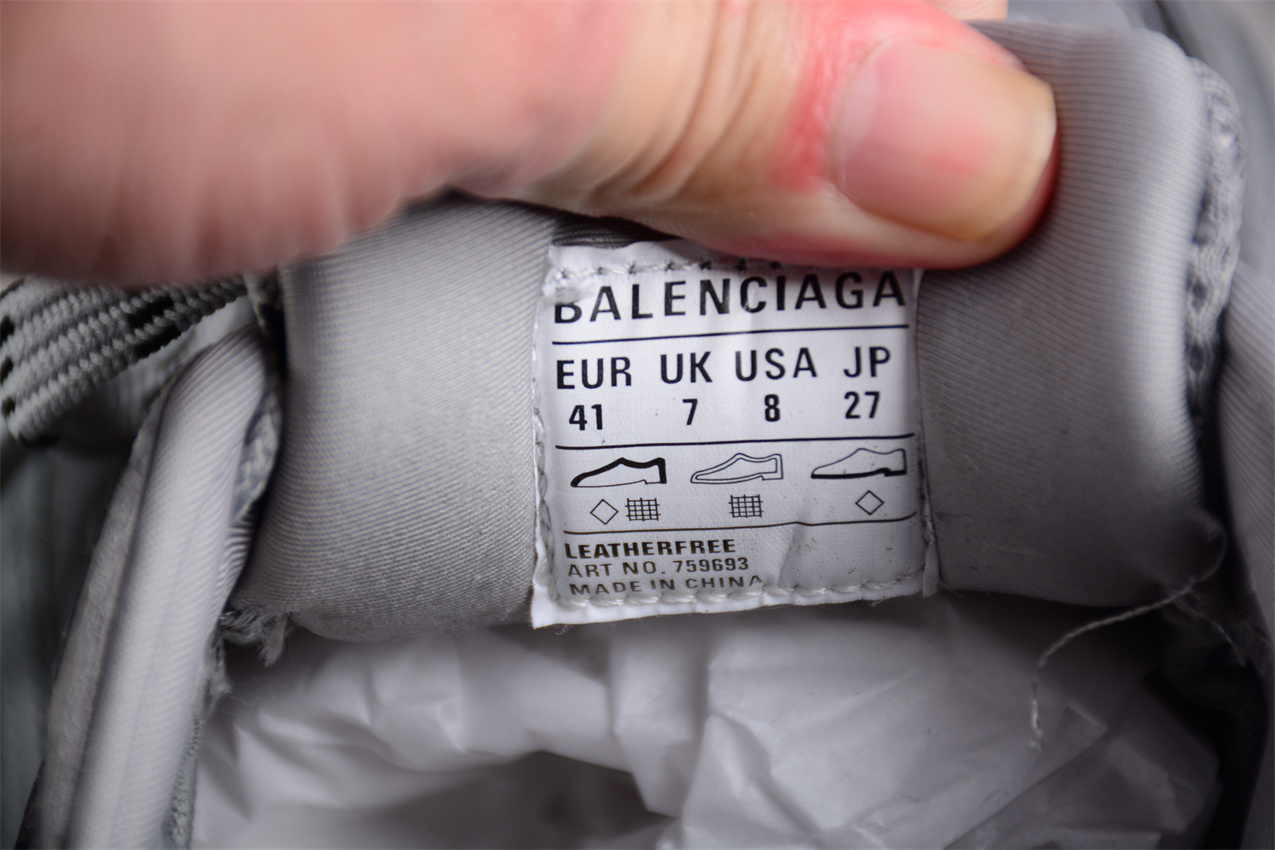 BALENCIAGA
EUR UK USA JP
41 7 8 27
LEATHERFREE
ART NO. 759693
MADE IN CHINA